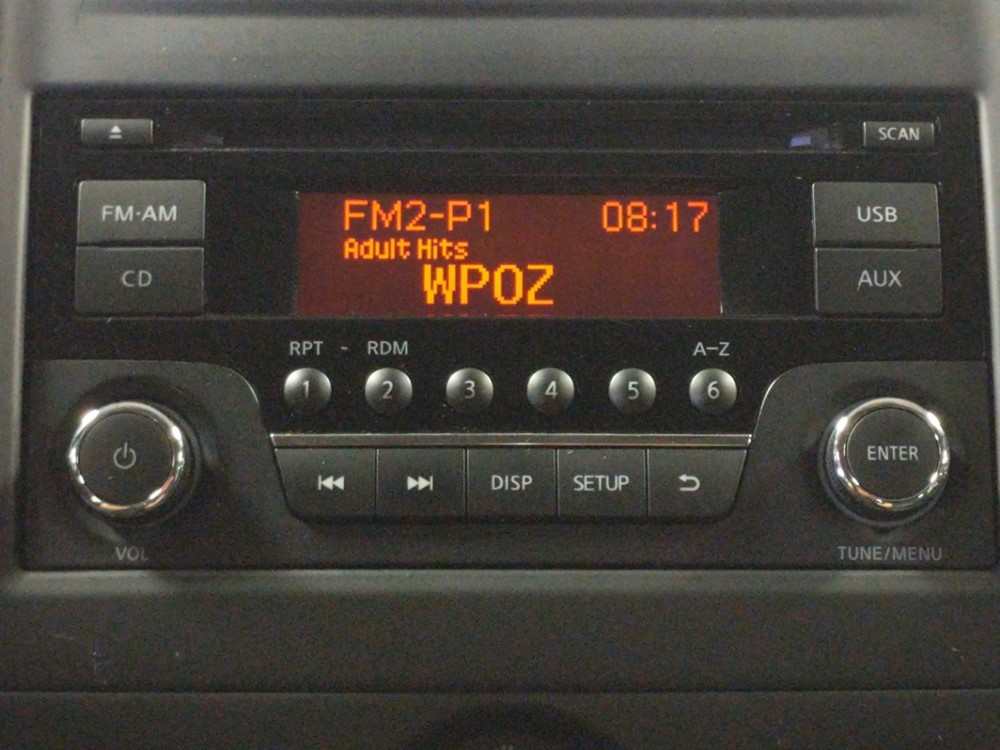 SCAN
FM·AM
FM2-P1 08:17
USB
Adult Hits
WPOZ
CD
AUX
RPT - RDM
A-Z
1 2 3 4 5 6
ENTER
DISP
SETUP
VOL
TUNE/MENU